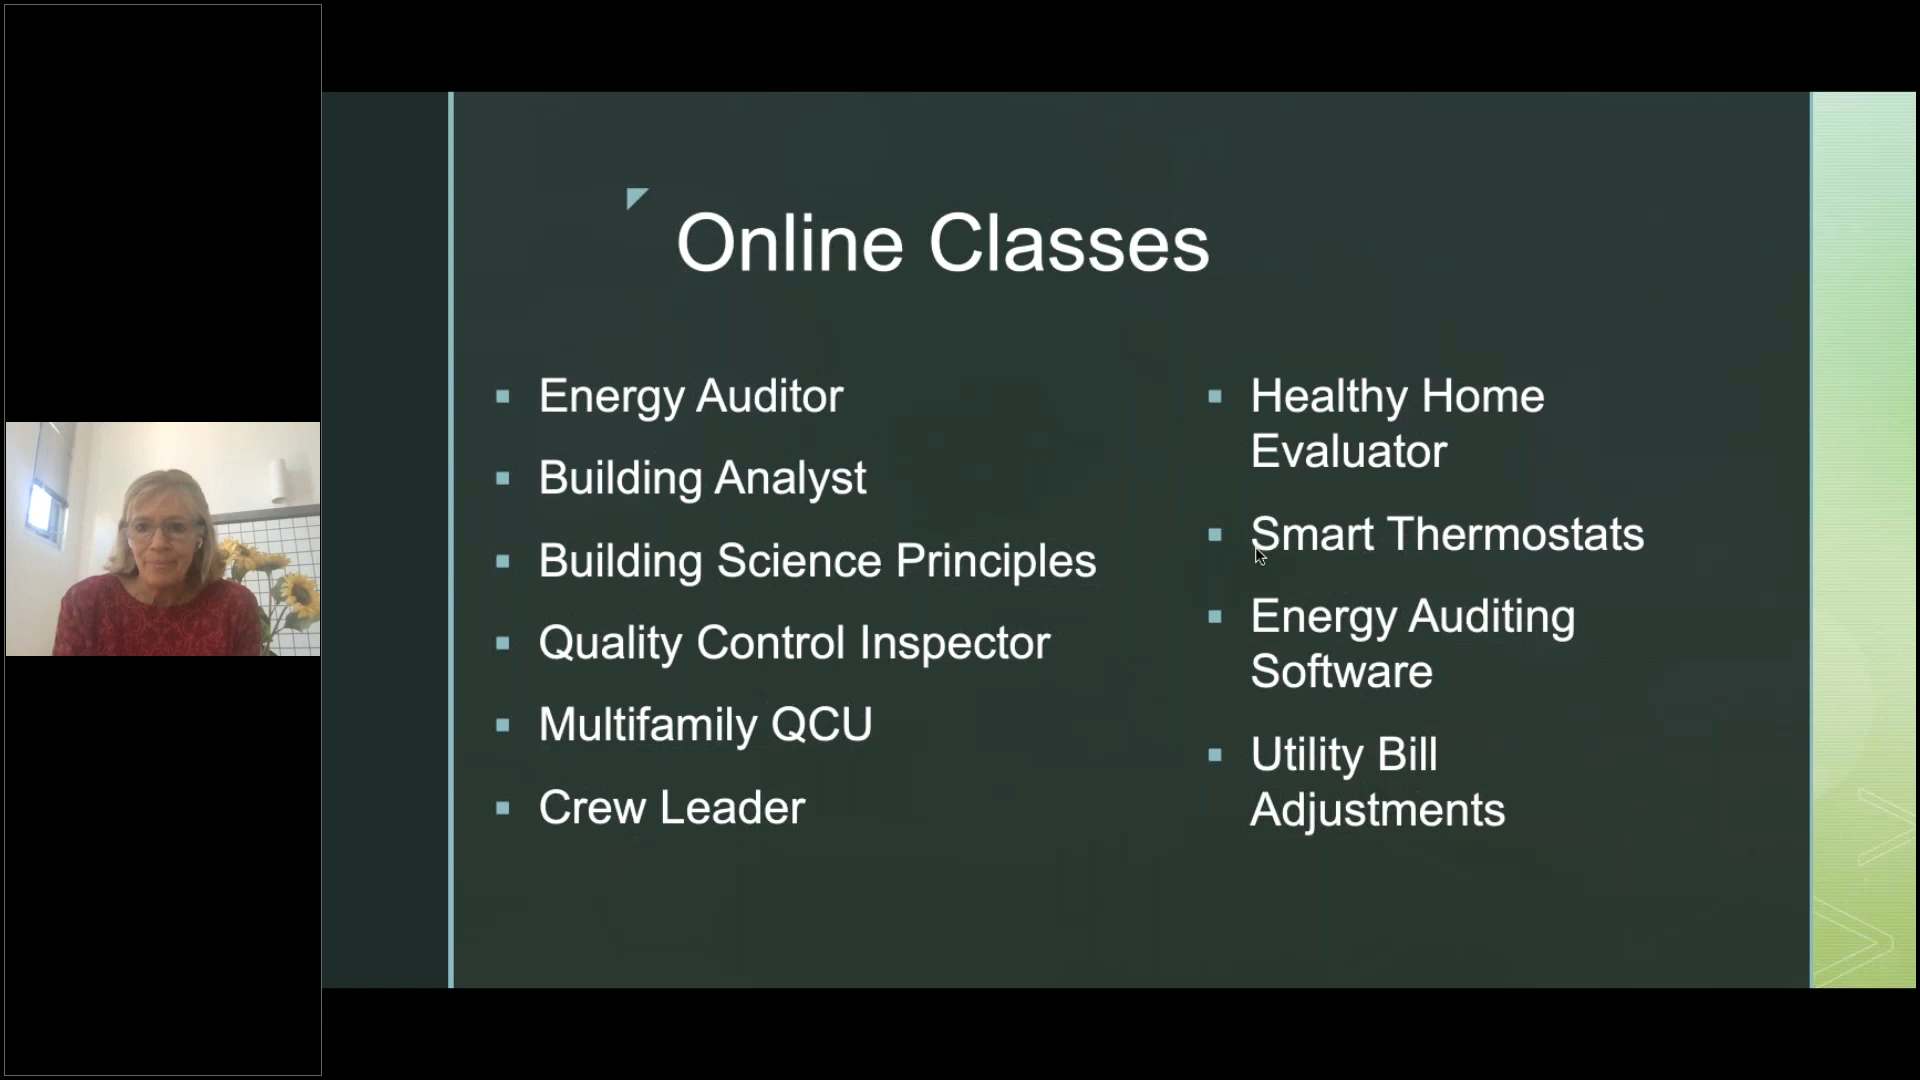 Online Classes
Energy Auditor
Building Analyst
Building Science Principles
Quality Control Inspector
Multifamily QCU
Crew Leader
Healthy Home
Evaluator
Smart Thermostats
Energy Auditing
Software
Utility Bill
Adjustments